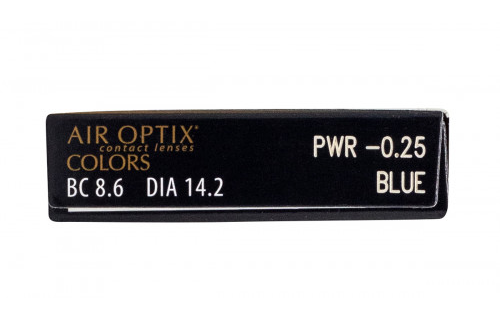 AIR OPTIX®
contact lenses
COLORS
BC 8.6 DIA 14.2
PWR –0.25
BLUE